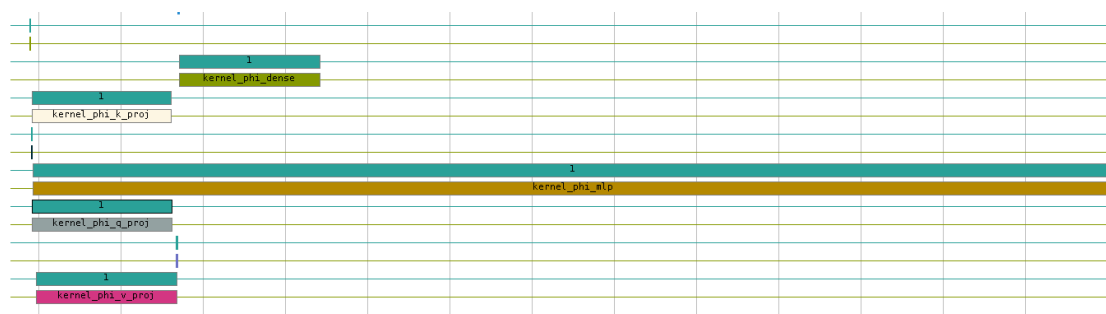 1
kernel_phi_dense
1
kernel_phi_k_proj
1
kernel_phi_mlp
1
kernel_phi_q_proj
1
kernel_phi_v_proj